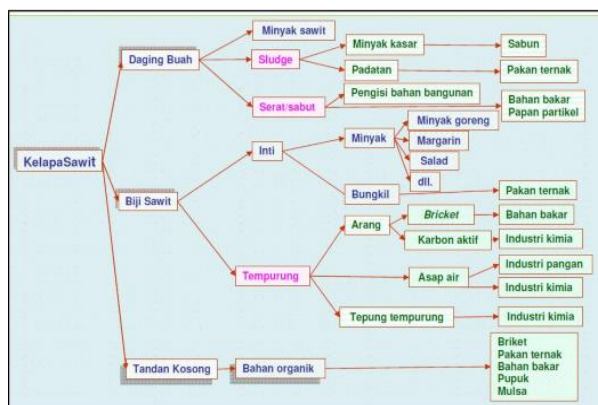 KelapaSawit
Daging Buah
Minyak sawit
Sludge
Minyak kasar
Sabun
Padatan
Pakan ternak
Serat/sabut
Pengisi bahan bangunan
Bahan bakar
Papan partikel
Biji Sawit
Inti
Minyak
Minyak goreng
Margarin
Salad
dll.
Bungkil
Pakan ternak
Tempurung
Arang
Bricket
Bahan bakar
Karbon aktif
Industri kimia
Asap air
Industri pangan
Industri kimia
Tepung tempurung
Industri kimia
Tandan Kosong
Bahan organik
Briket
Pakan ternak
Bahan bakar
Pupuk
Mulsa